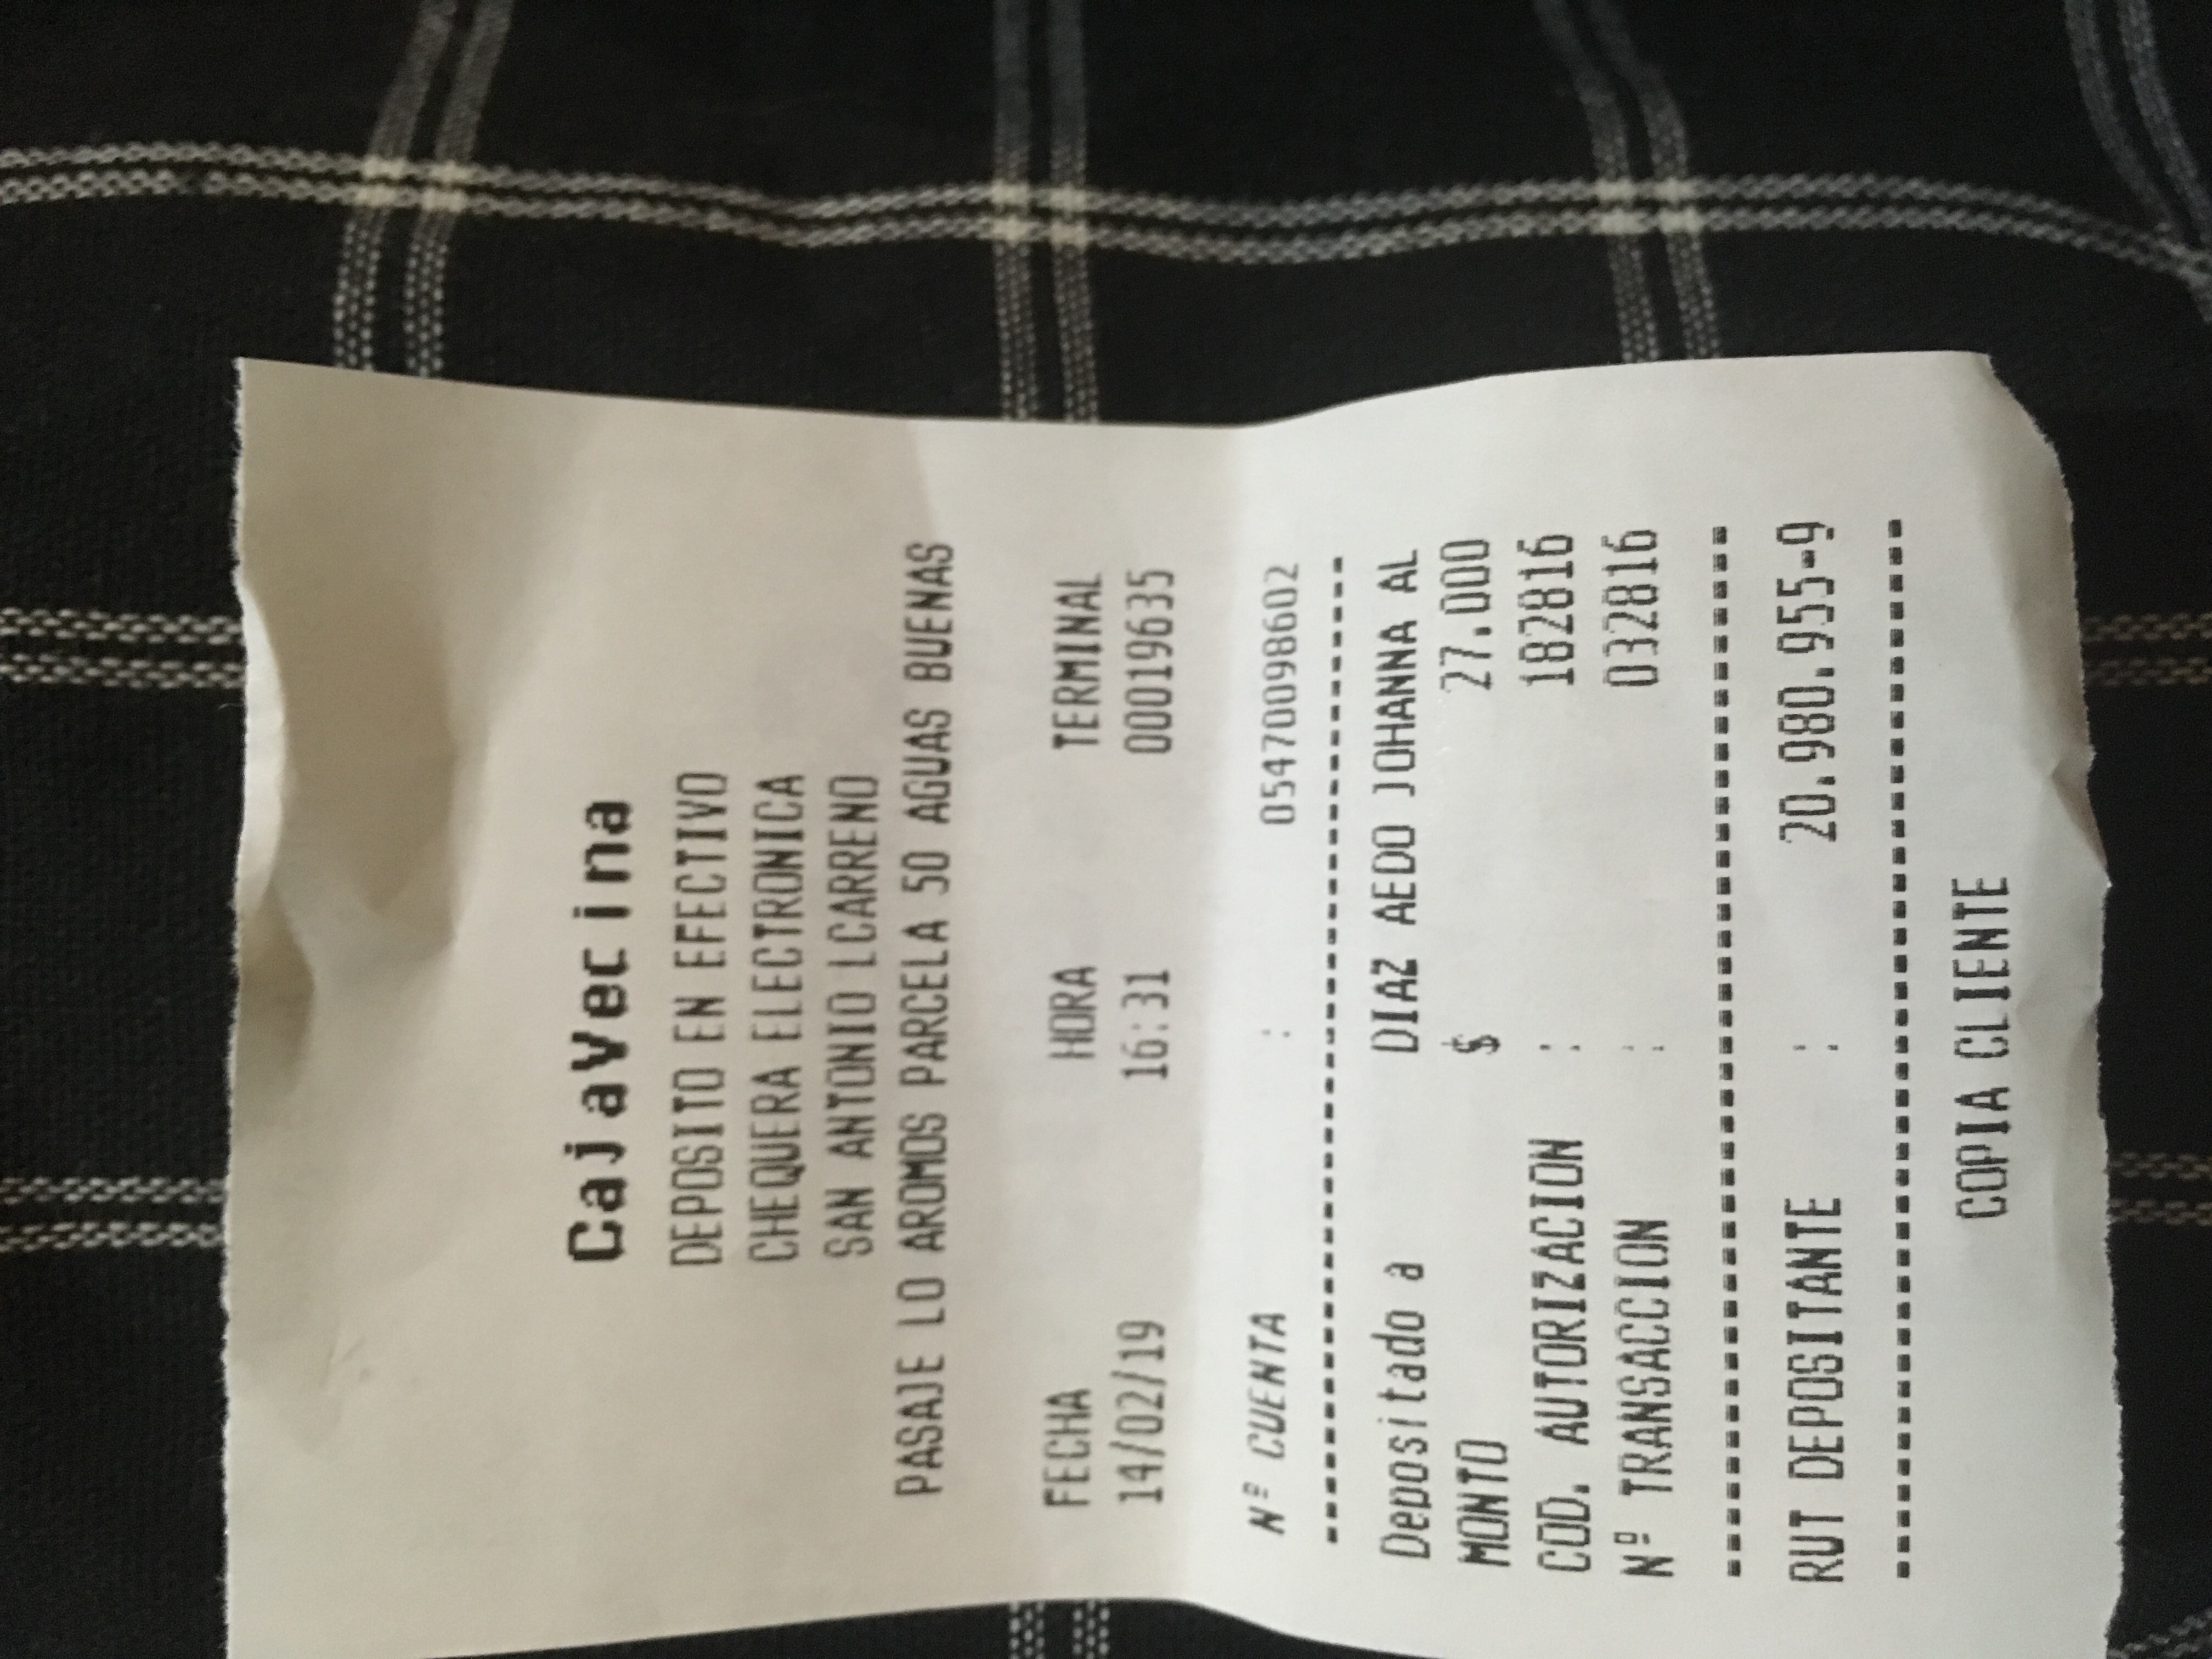 CajaVecina
DEPOSITO EN EFECTIVO
CHEQUERA ELECTRONICA
SAN ANTONIO LCARRENO
PASAJE LO AROMOS PARCELA 50 AGUAS BUENAS
FECHA HORA TERMINAL
14/02/19 16:31 00019635
Nº CUENTA : 05470098602
Depositado a DIAZ AEDO JOHANNA AL
MONTO $ 27.000
COD. AUTORIZACION : 182816
Nº TRANSACCION : 032816
RUT DEPOSITANTE : 20.980.955-9
COPIA CLIENTE